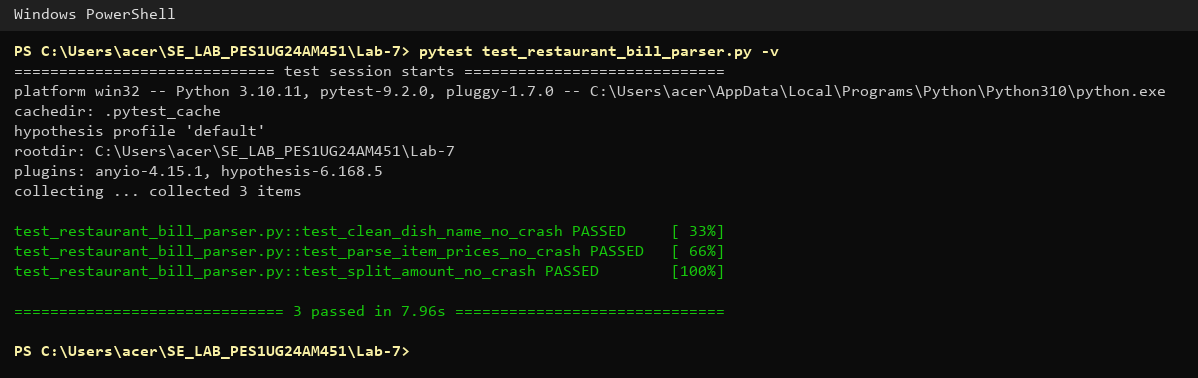 Windows PowerShell
PS C:\Users\acer\SE_LAB_PES1UG24AM451\Lab-7> pytest test_restaurant_bill_parser.py -v
============================= test session starts =============================
platform win32 -- Python 3.10.11, pytest-9.2.0, pluggy-1.7.0 -- C:\Users\acer\AppData\Local\Programs\Python\Python310\python.exe
cachedir: .pytest_cache
hypothesis profile 'default'
rootdir: C:\Users\acer\SE_LAB_PES1UG24AM451\Lab-7
plugins: anyio-4.15.1, hypothesis-6.168.5
collecting ... collected 3 items
test_restaurant_bill_parser.py::test_clean_dish_name_no_crash PASSED     [ 33%]
test_restaurant_bill_parser.py::test_parse_item_prices_no_crash PASSED   [ 66%]
test_restaurant_bill_parser.py::test_split_amount_no_crash PASSED        [100%]
============================== 3 passed in 7.96s ==============================
PS C:\Users\acer\SE_LAB_PES1UG24AM451\Lab-7>